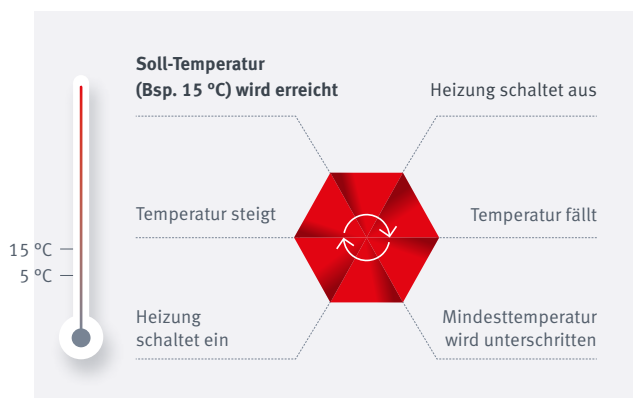 Soll-Temperatur
(Bsp. 15 °C) wird erreicht
Heizung schaltet aus
Temperatur steigt
Temperatur fällt
15 °C
5 °C
Heizung
schaltet ein
Mindesttemperatur
wird unterschritten